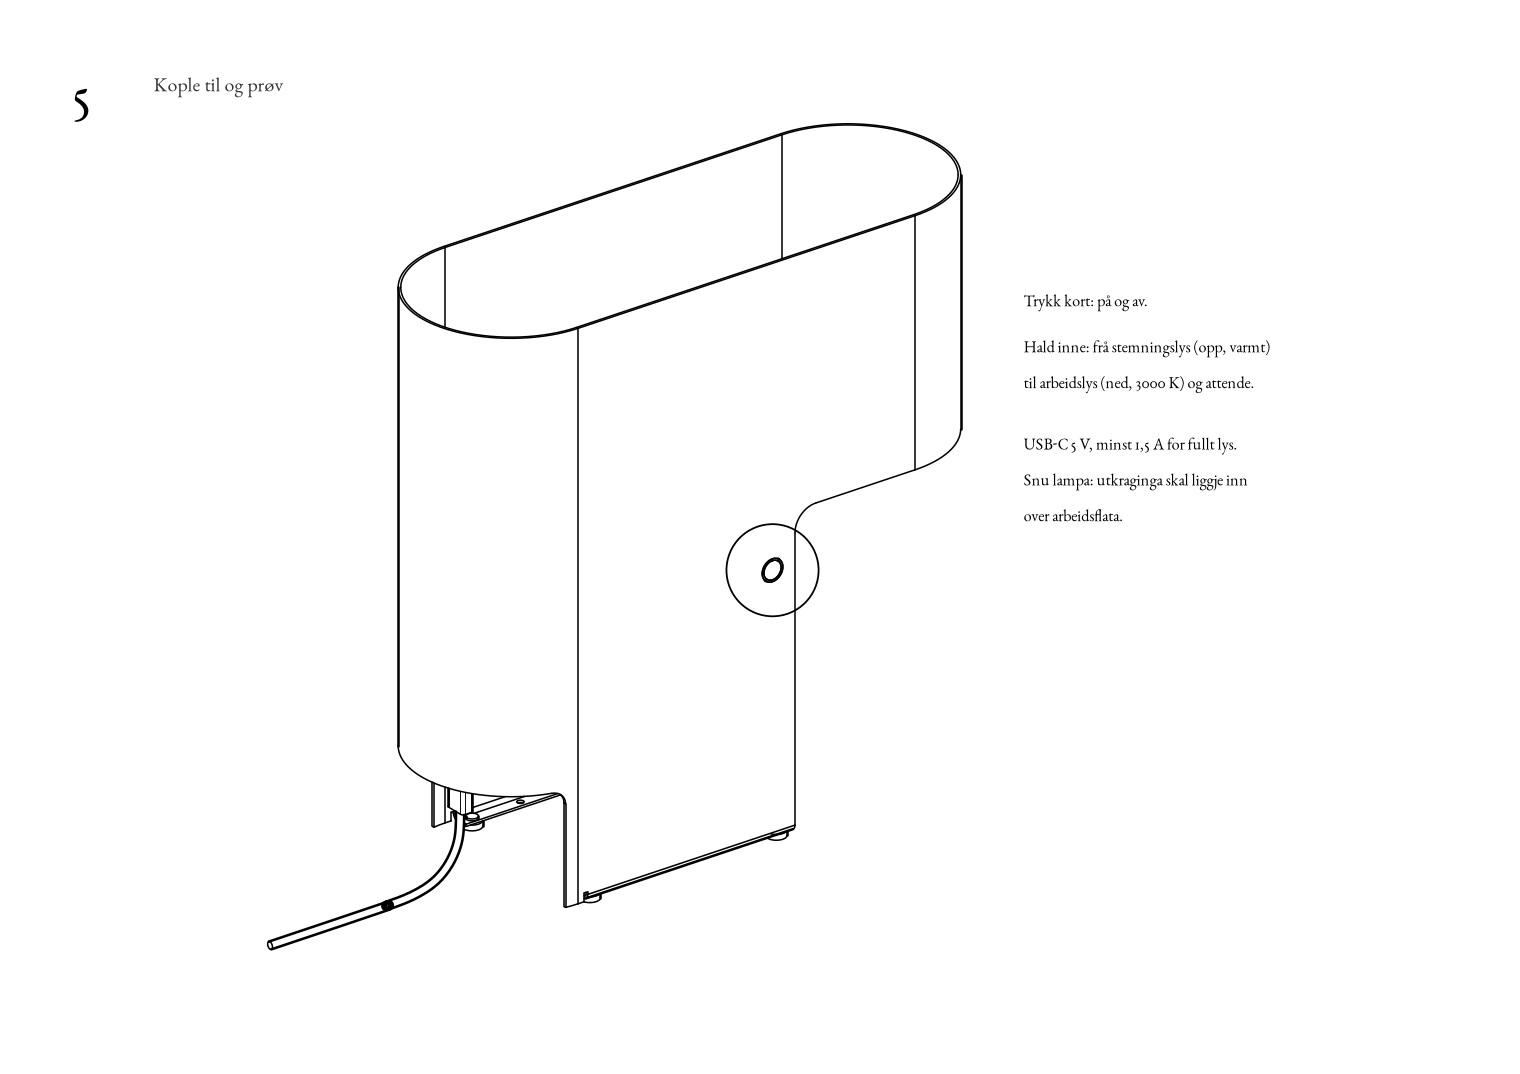 5
Kople til og prøv
Trykk kort: på og av.
Hald inne: frå stemningslys (opp, varmt)
til arbeidslys (ned, 3000 K) og attende.
USB-C 5 V, minst 1,5 A for fullt lys.
Snu lampa: utkraginga skal liggje inn
over arbeidsflata.